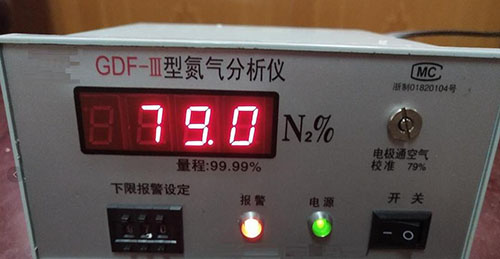 GDF-Ⅲ型氮气分析仪
MC
浙制01820104号
79.0
N₂%
量程:99.99%
电极通空气
校准 79%
下限报警设定
报警
电源
开 关